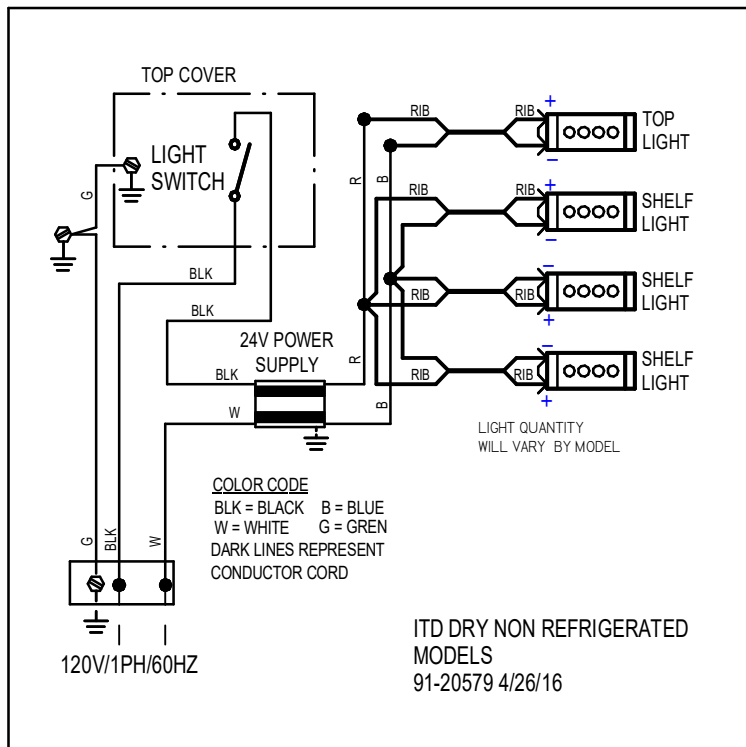 TOP COVER
LIGHT
SWITCH
G
BLK
BLK
24V POWER
SUPPLY
BLK
W
R
B
R
B
RIB
RIB
+
−
TOP
LIGHT
RIB
RIB
+
−
SHELF
LIGHT
RIB
RIB
−
+
SHELF
LIGHT
RIB
RIB
−
+
SHELF
LIGHT
LIGHT QUANTITY
WILL VARY BY MODEL
COLOR CODE
BLK = BLACK B = BLUE
W = WHITE G = GREN
DARK LINES REPRESENT
CONDUCTOR CORD
G
BLK
W
120V/1PH/60HZ
ITD DRY NON REFRIGERATED
MODELS
91-20579 4/26/16